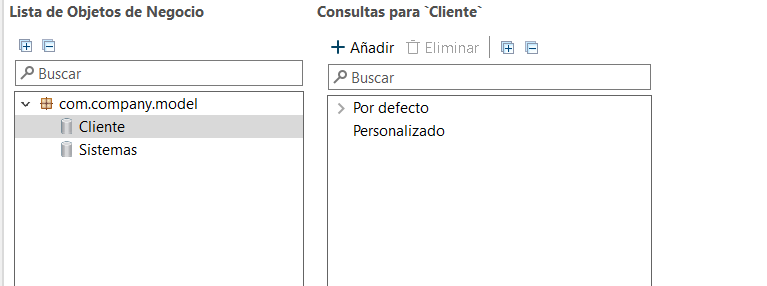 Lista de Objetos de Negocio
Consultas para `Cliente`
Añadir
Eliminar
Buscar
Buscar
com.company.model
Cliente
Sistemas
Por defecto
Personalizado